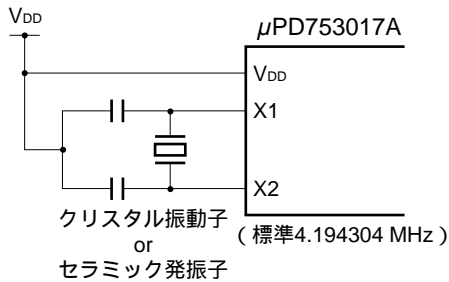 VDD
μPD753017A
VDD
X1
X2
クリスタル振動子
or
セラミック発振子
(標準4.194304 MHz)